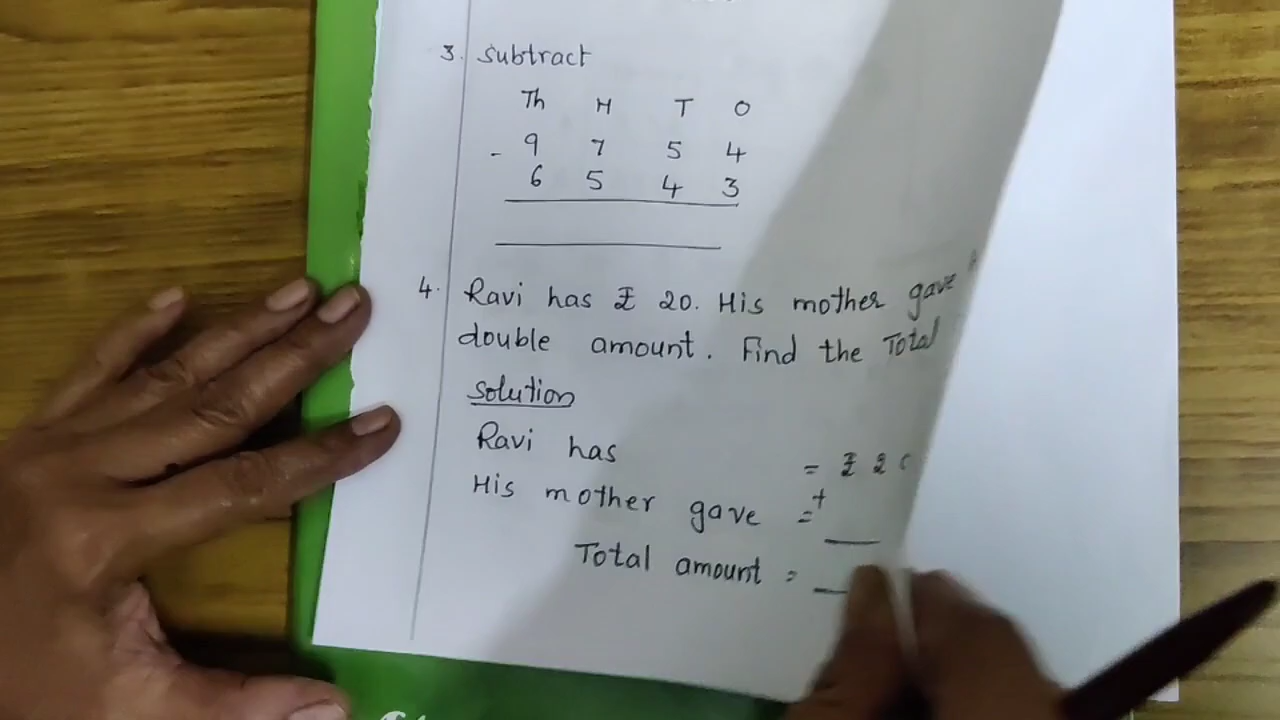 3. Subtract
Th H T O
- 9 7 5 4
6 5 4 3
4. Ravi has ₹ 20. His mother gave
double amount. Find the Total
Solution
Ravi has = ₹ 2
His mother gave = +
Total amount =